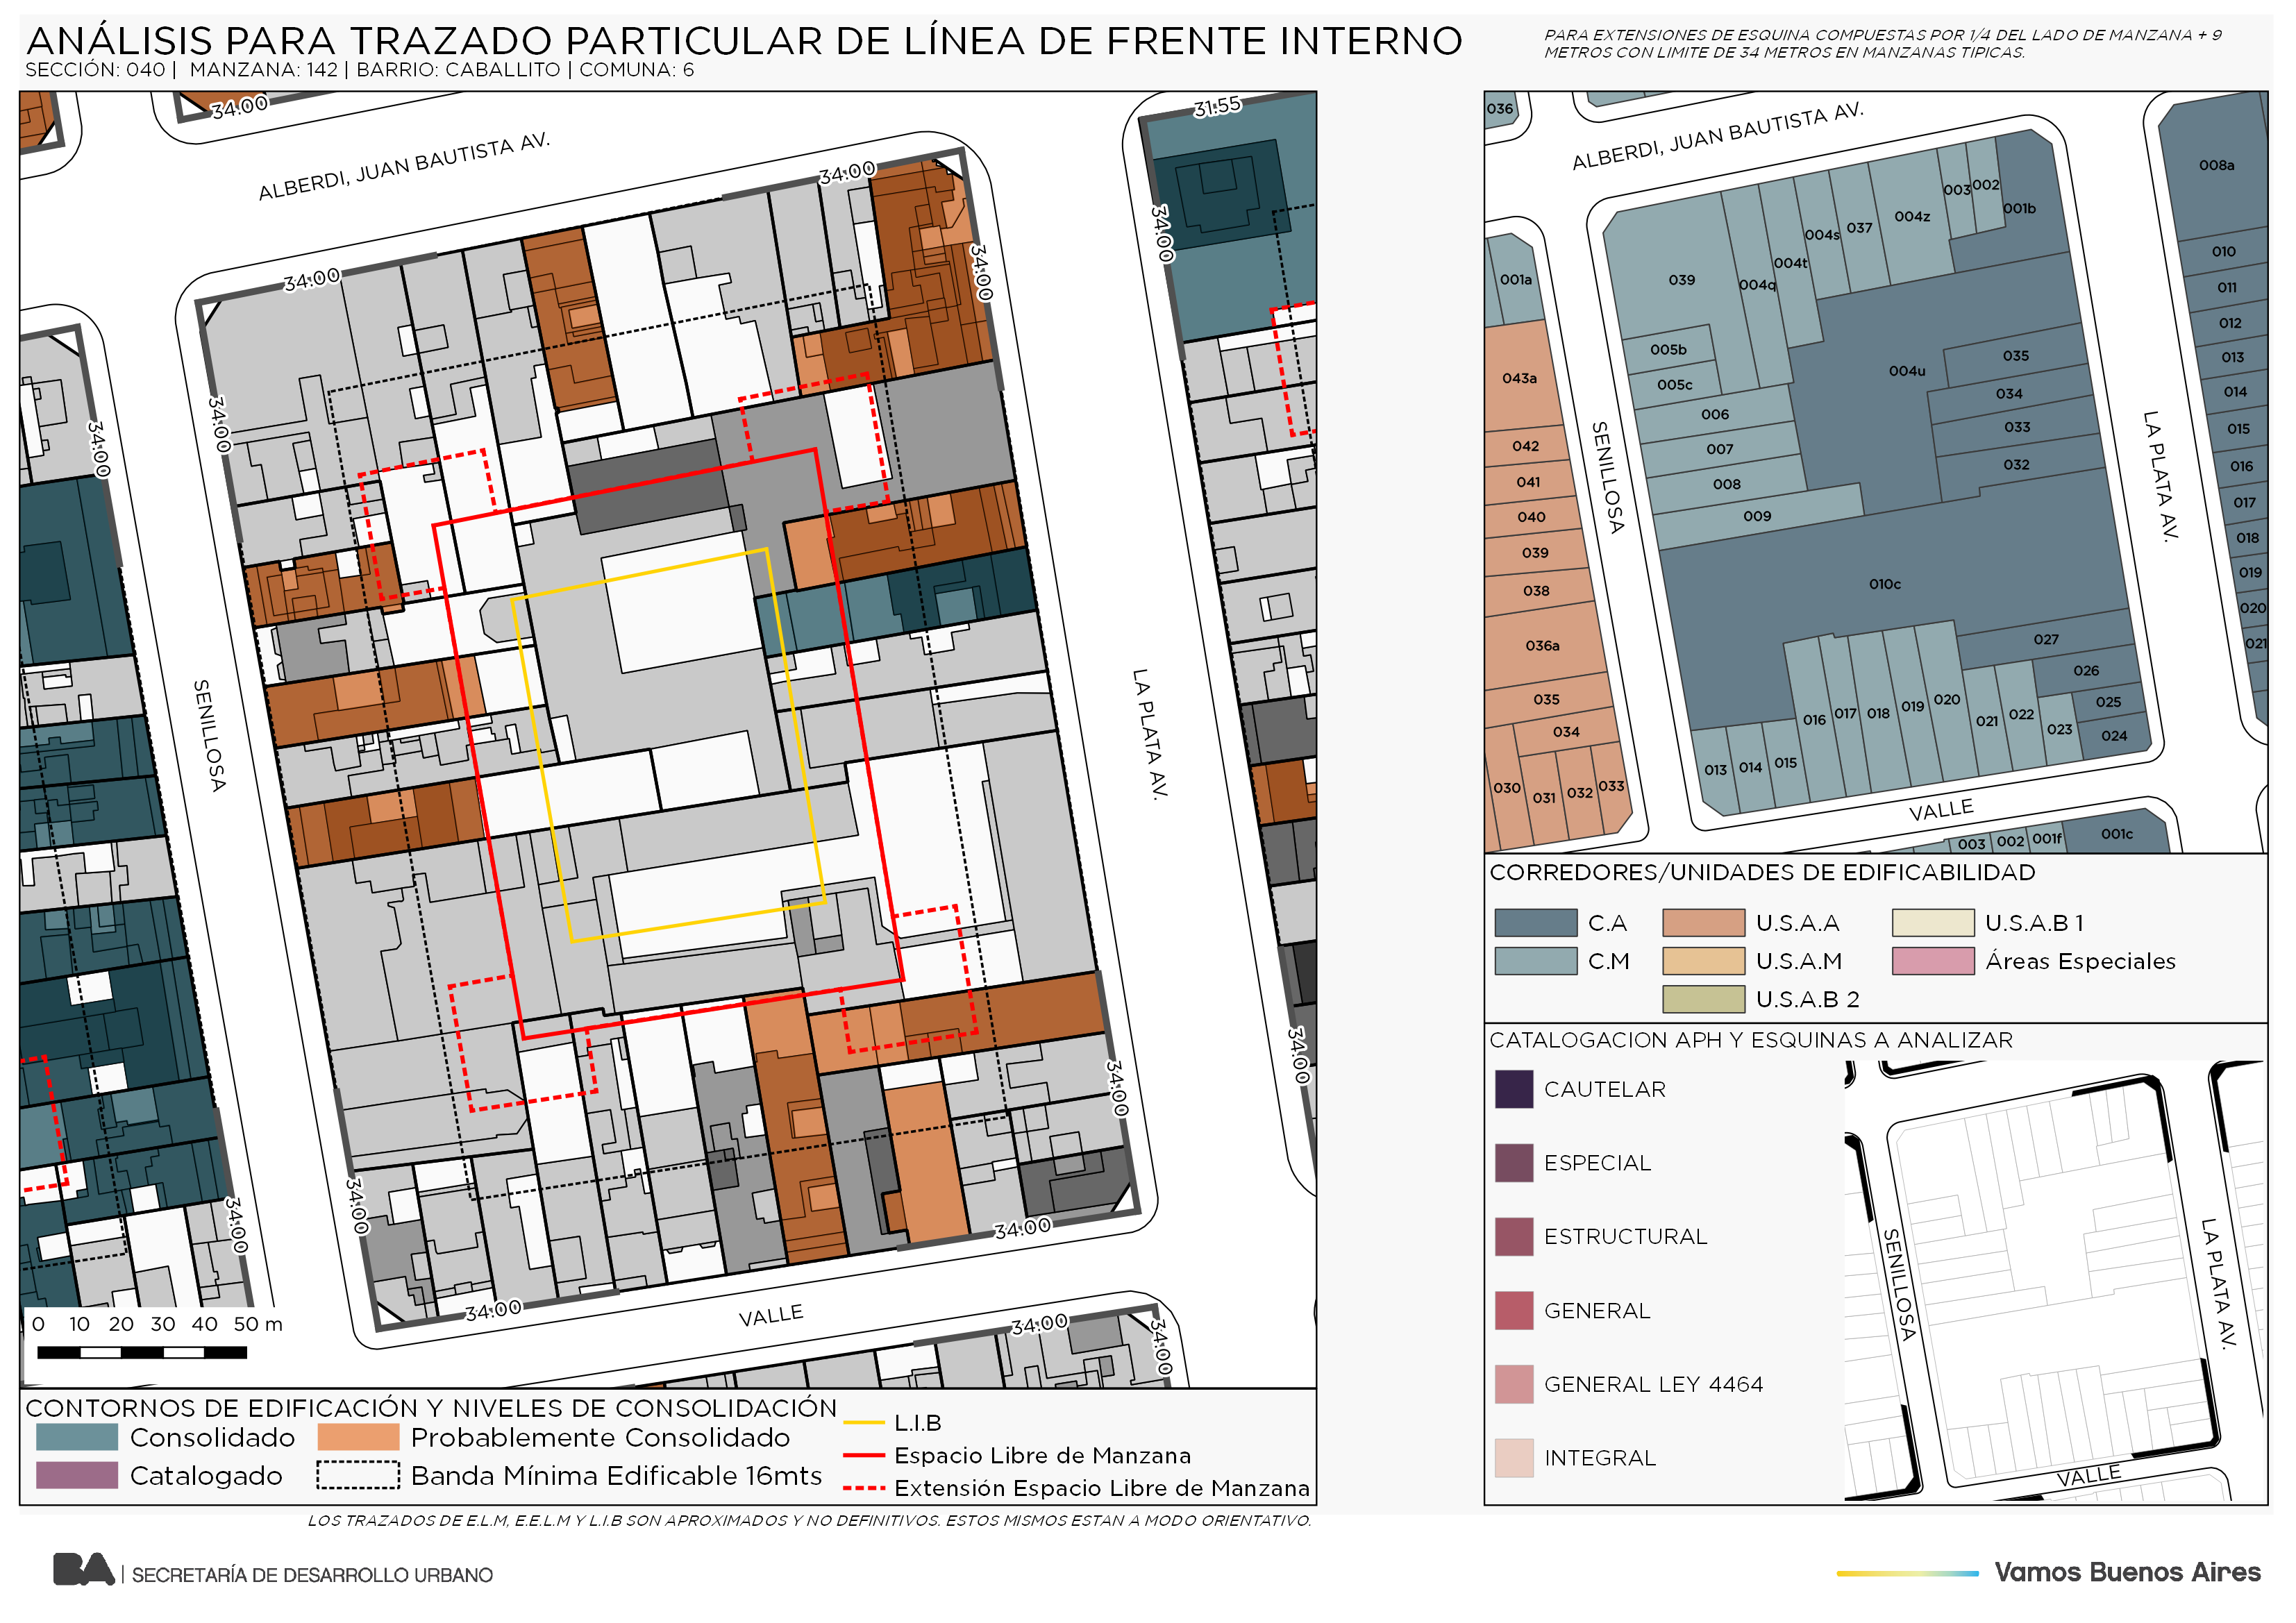 ANÁLISIS PARA TRAZADO PARTICULAR DE LÍNEA DE FRENTE INTERNO
SECCIÓN: 040 | MANZANA: 142 | BARRIO: CABALLITO | COMUNA: 6
PARA EXTENSIONES DE ESQUINA COMPUESTAS POR 1/4 DEL LADO DE MANZANA + 9
METROS CON LIMITE DE 34 METROS EN MANZANAS TIPICAS.
34.00
31.55
ALBERDI, JUAN BAUTISTA AV.
34.00
34.00
34.00
34.00
34.00
34.00
SENILLOSA
LA PLATA AV.
34.00
34.00
34.00
34.00
34.00
34.00
34.00
VALLE
34.00
34.00
0 10 20 30 40 50 m
CONTORNOS DE EDIFICACIÓN Y NIVELES DE CONSOLIDACIÓN
Consolidado
Probablemente Consolidado
Catalogado
Banda Mínima Edificable 16mts
L.I.B
Espacio Libre de Manzana
Extensión Espacio Libre de Manzana
LOS TRAZADOS DE E.L.M, E.E.L.M Y L.I.B SON APROXIMADOS Y NO DEFINITIVOS. ESTOS MISMOS ESTAN A MODO ORIENTATIVO.
036
ALBERDI, JUAN BAUTISTA AV.
008a
003
002
001b
004z
037
004s
004t
004q
039
001a
010
011
012
013
014
015
016
017
018
019
020
021
005b
005c
006
007
008
009
004u
035
034
033
032
043a
042
041
040
039
038
036a
035
034
030
031
032
033
SENILLOSA
LA PLATA AV.
010c
027
026
025
024
023
022
021
020
019
018
017
016
015
014
013
VALLE
003
002
001f
001c
CORREDORES/UNIDADES DE EDIFICABILIDAD
C.A
U.S.A.A
U.S.A.B 1
C.M
U.S.A.M
Áreas Especiales
U.S.A.B 2
CATALOGACION APH Y ESQUINAS A ANALIZAR
CAUTELAR
ESPECIAL
ESTRUCTURAL
GENERAL
GENERAL LEY 4464
INTEGRAL
SENILLOSA
LA PLATA AV.
VALLE
BA | SECRETARÍA DE DESARROLLO URBANO
Vamos Buenos Aires